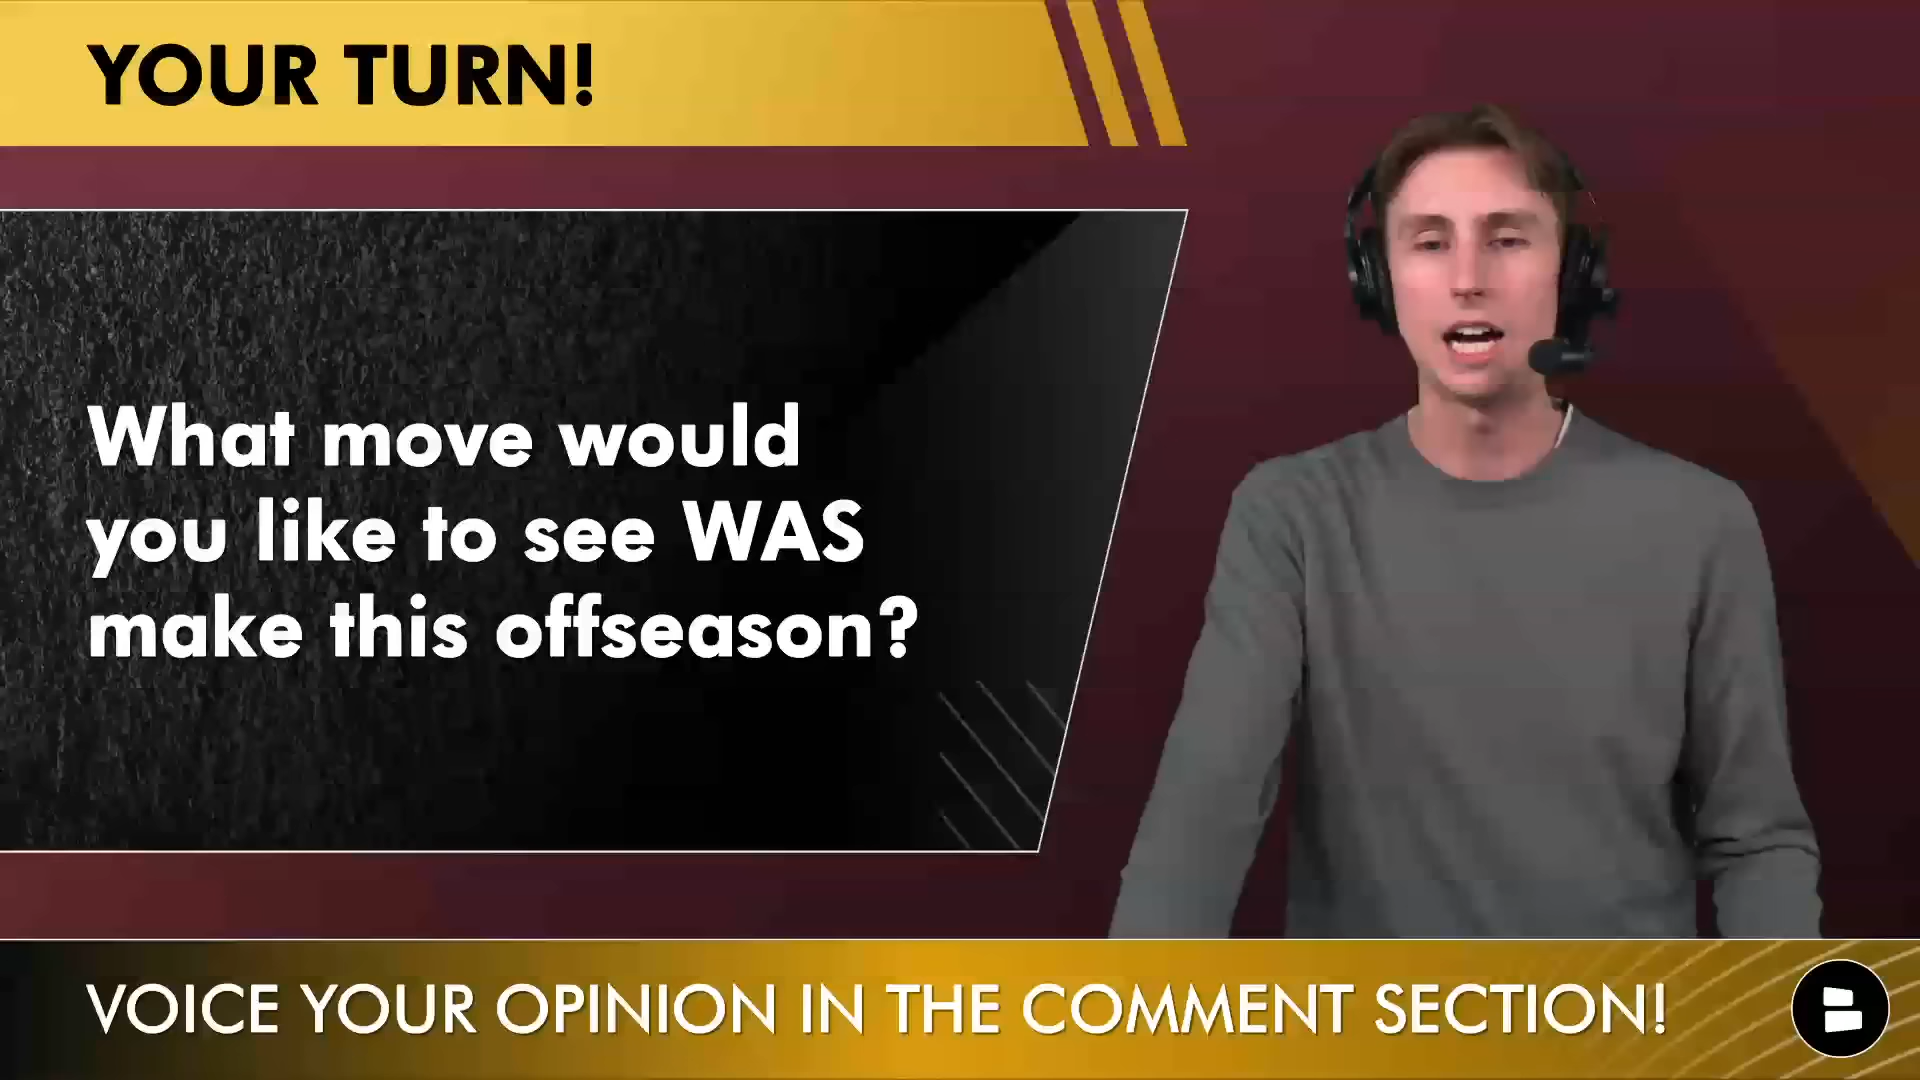 YOUR TURN!
What move would
you like to see WAS
make this offseason?
VOICE YOUR OPINION IN THE COMMENT SECTION!